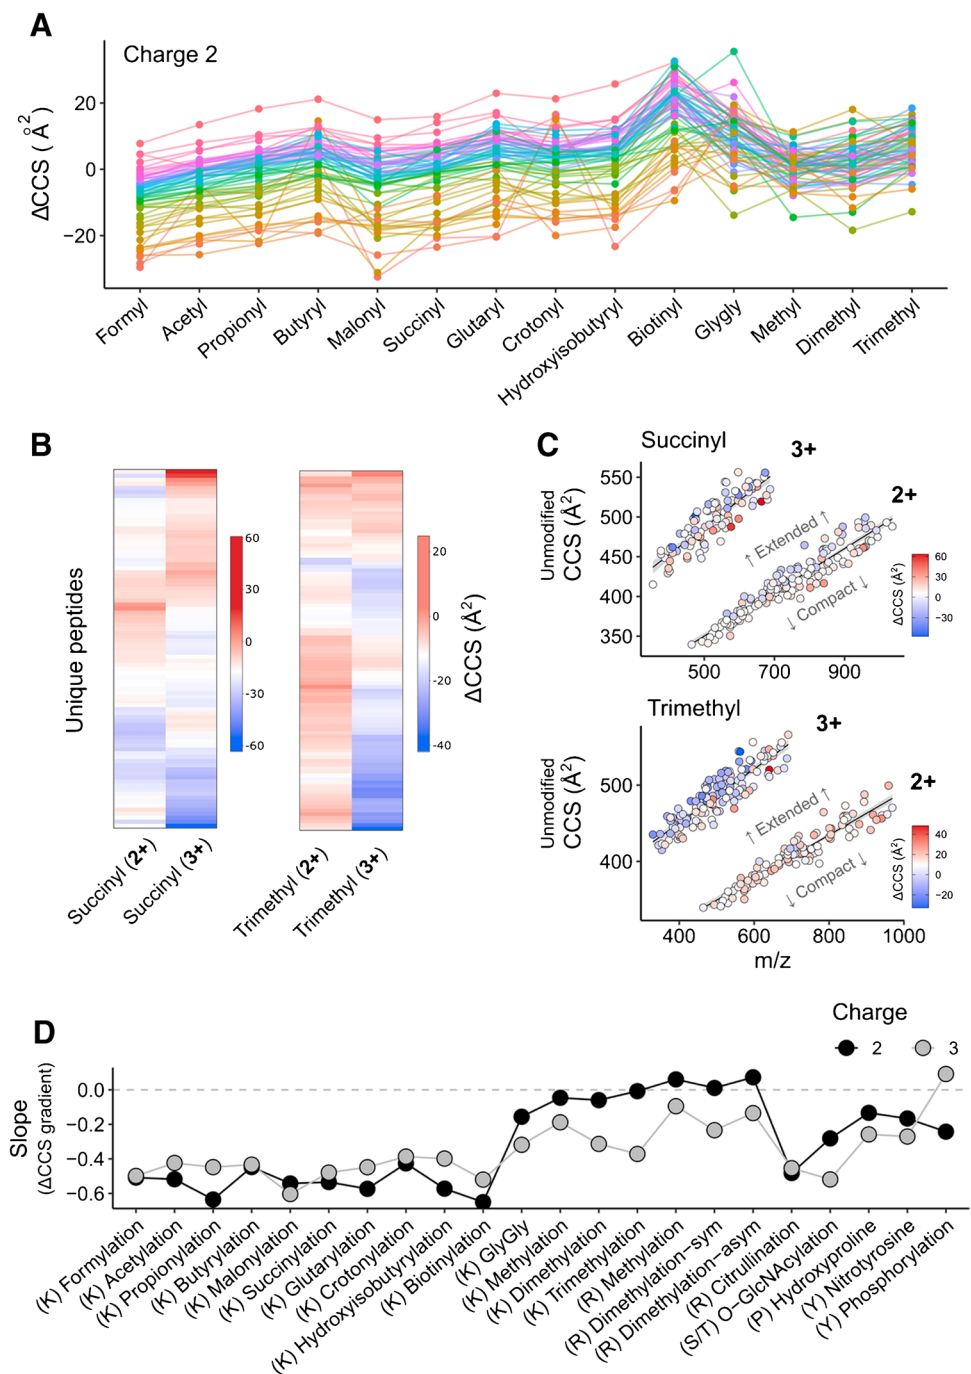 A
Charge 2
ΔCCS (Å²)
20
0
−20
Formyl
Acetyl
Propionyl
Butyryl
Malonyl
Succinyl
Glutaryl
Crotonyl
Hydroxyisobutyryl
Biotinyl
Glygly
Methyl
Dimethyl
Trimethyl
B
Unique peptides
60
30
0
-30
-60
20
0
-20
-40
ΔCCS (Å²)
Succinyl (2+)
Succinyl (3+)
Trimethyl (2+)
Trimethyl (3+)
C
Succinyl
3+
2+
Unmodified
CCS (Å²)
550
500
450
400
350
↑ Extended ↑
↓ Compact ↓
ΔCCS (Å²)
60
30
0
−30
500
700
900
Trimethyl
3+
2+
Unmodified
CCS (Å²)
500
400
↑ Extended ↑
↓ Compact ↓
ΔCCS (Å²)
40
20
0
−20
400
600
800
1000
m/z
D
Charge
2
3
Slope
(ΔCCS gradient)
0.0
−0.2
−0.4
−0.6
(K) Formylation
(K) Acetylation
(K) Propionylation
(K) Butyrylation
(K) Malonylation
(K) Succinylation
(K) Glutarylation
(K) Crotonylation
(K) Hydroxyisobutyrylation
(K) Biotinylation
(K) GlyGly
(K) Methylation
(K) Dimethylation
(K) Trimethylation
(R) Methylation
(R) Dimethylation−sym
(R) Dimethylation−asym
(R) Citrullination
(S/T) O−GlcNAcylation
(P) Hydroxyproline
(Y) Nitrotyrosine
(Y) Phosphorylation